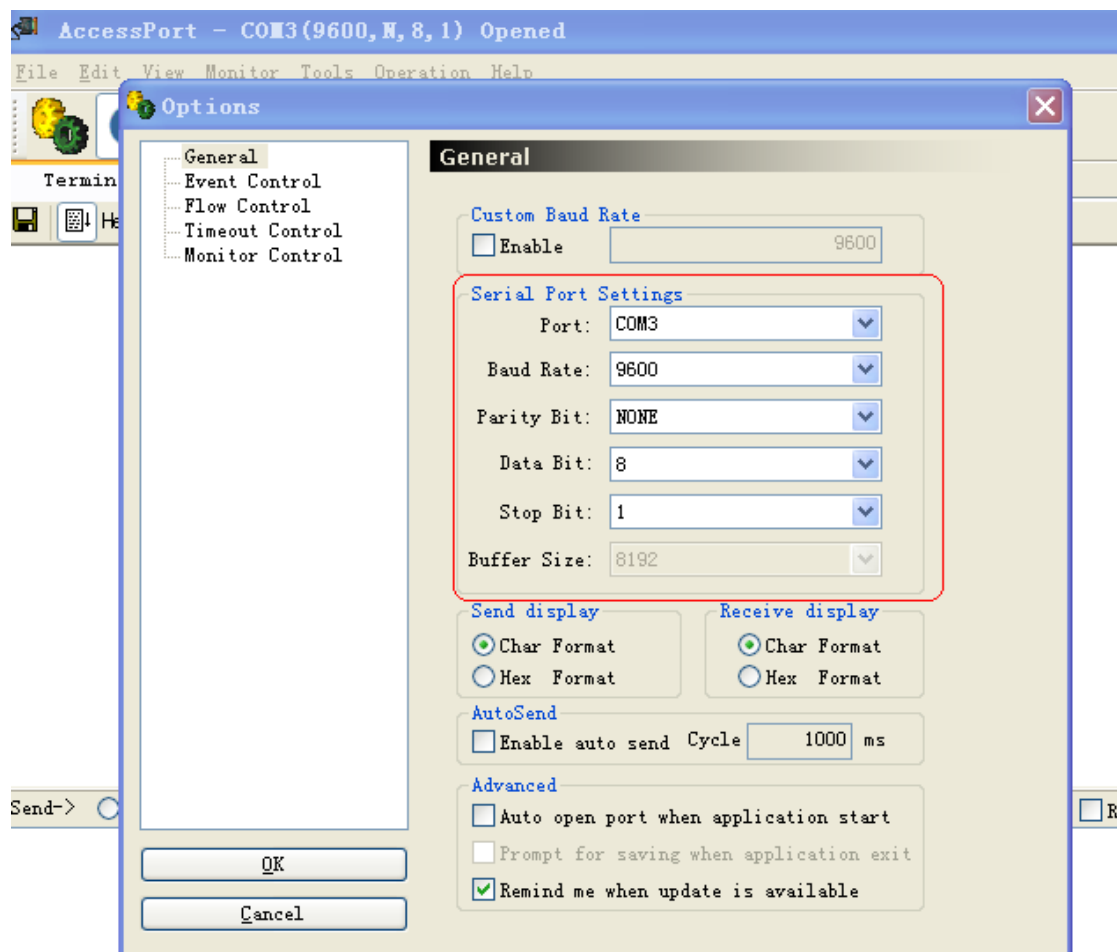 AccessPort - COM3(9600,N,8,1) Opened
File Edit View Monitor Tools Operation Help
Options
General
Event Control
Flow Control
Timeout Control
Monitor Control
General
Termin
He
Custom Baud Rate
Enable 9600
Serial Port Settings
Port: COM3
Baud Rate: 9600
Parity Bit: NONE
Data Bit: 8
Stop Bit: 1
Buffer Size: 8192
Send display
Char Format
Hex Format
Receive display
Char Format
Hex Format
AutoSend
Enable auto send Cycle 1000 ms
Advanced
Auto open port when application start
Prompt for saving when application exit
Remind me when update is available
Send->
R
OK
Cancel